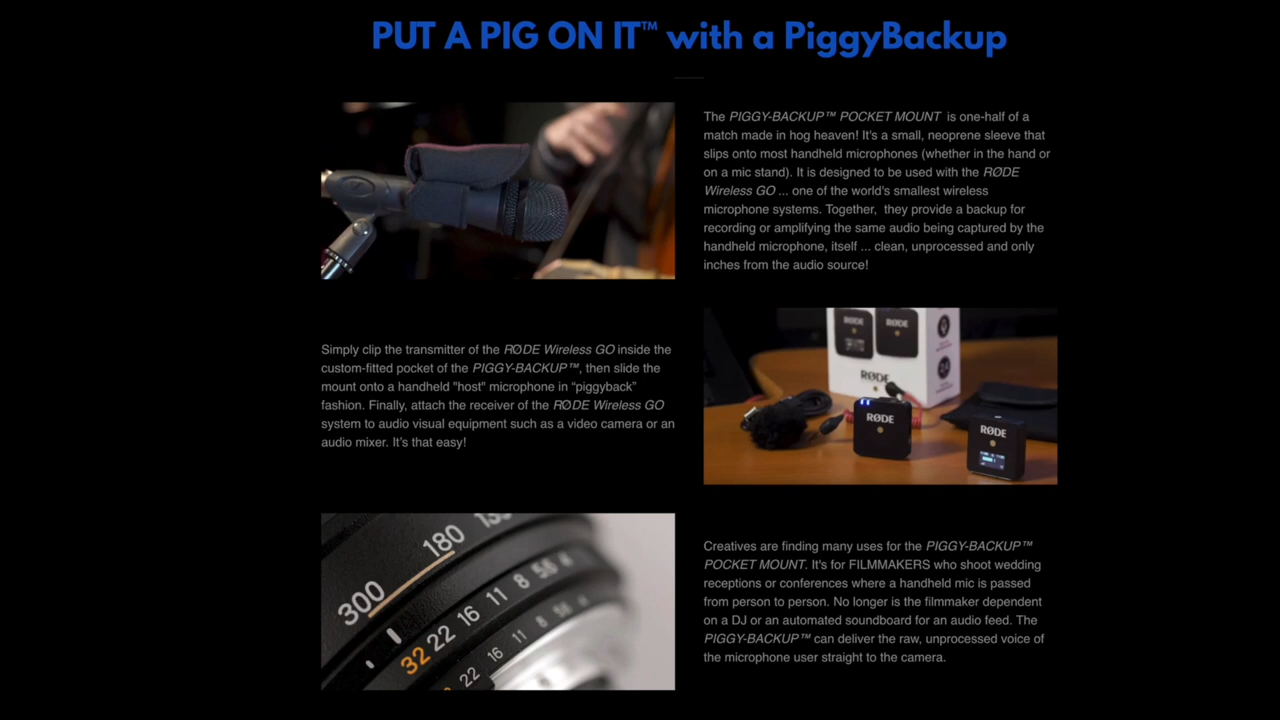 PUT A PIG ON IT™ with a PiggyBackup
The PIGGY-BACKUP™ POCKET MOUNT is one-half of a
match made in hog heaven! It's a small, neoprene sleeve that
slips onto most handheld microphones (whether in the hand or
on a mic stand). It is designed to be used with the RØDE
Wireless GO ... one of the world's smallest wireless
microphone systems. Together, they provide a backup for
recording or amplifying the same audio being captured by the
handheld microphone, itself ... clean, unprocessed and only
inches from the audio source!
Simply clip the transmitter of the RØDE Wireless GO inside the
custom-fitted pocket of the PIGGY-BACKUP™, then slide the
mount onto a handheld "host" microphone in “piggyback”
fashion. Finally, attach the receiver of the RØDE Wireless GO
system to audio visual equipment such as a video camera or an
audio mixer. It’s that easy!
RØDE
RØDE
RØDE
RØDE
RØDE
180
300
32 22 16 11 8 5.6 4
22 16 11 8 5.6 4
Creatives are finding many uses for the PIGGY-BACKUP™
POCKET MOUNT. It's for FILMMAKERS who shoot wedding
receptions or conferences where a handheld mic is passed
from person to person. No longer is the filmmaker dependent
on a DJ or an automated soundboard for an audio feed. The
PIGGY-BACKUP™ can deliver the raw, unprocessed voice of
the microphone user straight to the camera.